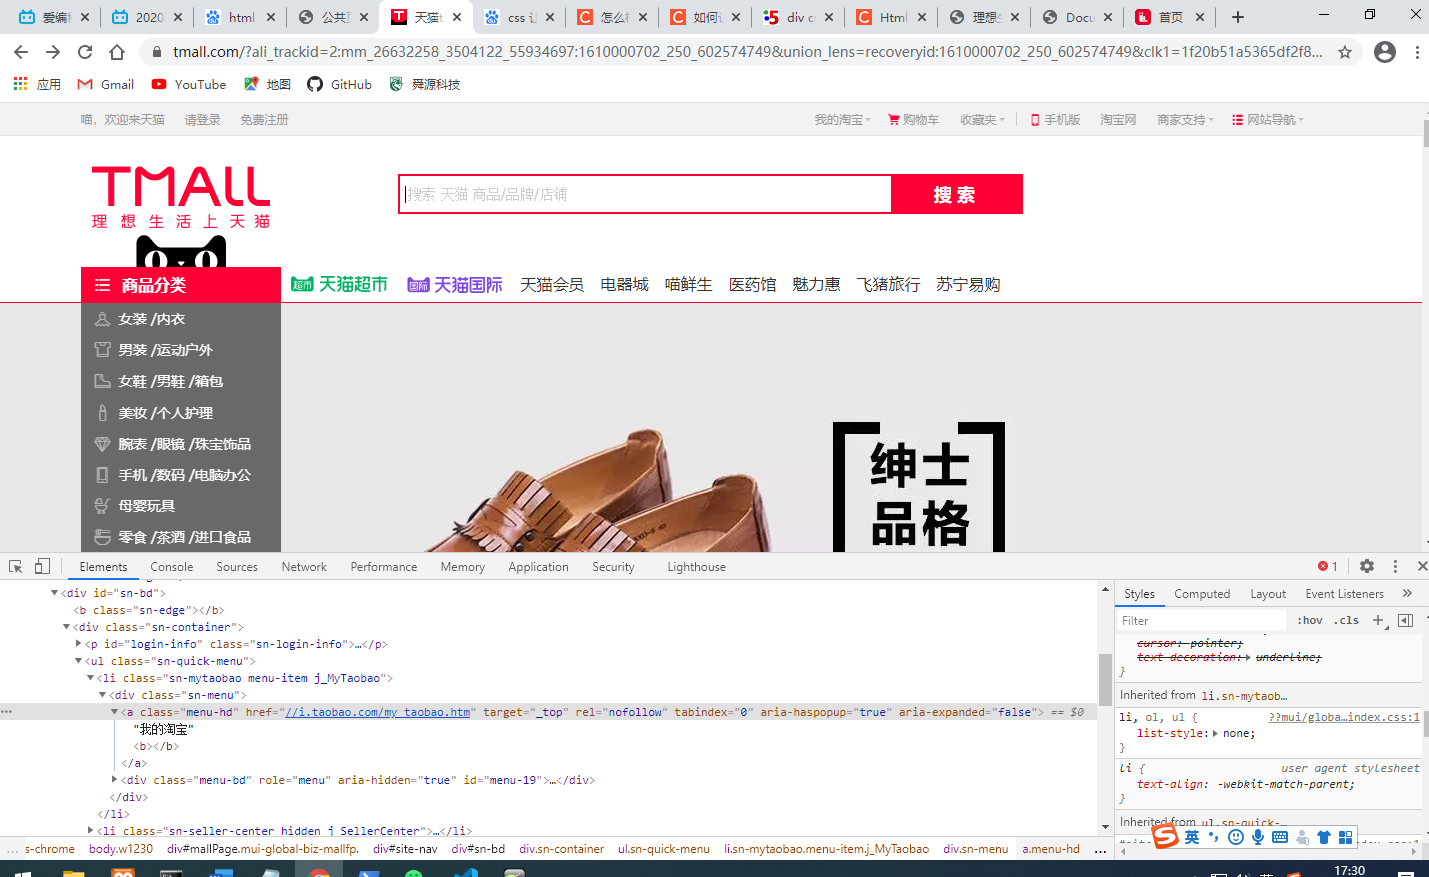 爱编
2020
html
公共
天猫t
css 让
怎么
如何
div c
Html
理想
Docu
首页
tmall.com/?ali_trackid=2:mm_26632258_3504122_55934697:1610000702_250_602574749&union_lens=recoveryid:1610000702_250_602574749&clk1=1f20b51a5365df2f8...
应用 Gmail YouTube 地图 GitHub 舜源科技
喵，欢迎来天猫 请登录 免费注册 我的淘宝 购物车 收藏夹 手机版 淘宝网 商家支持 网站导航
TMALL
理想生活上天猫
搜索 天猫 商品/品牌/店铺 搜索
商品分类 超市 天猫超市 国际 天猫国际 天猫会员 电器城 喵鲜生 医药馆 魅力惠 飞猪旅行 苏宁易购
女装 /内衣
男装 /运动户外
女鞋 /男鞋 /箱包
美妆 /个人护理
腕表 /眼镜 /珠宝饰品
手机 /数码 /电脑办公
母婴玩具
零食 /茶酒 /进口食品
绅士
品格
Elements Console Sources Network Performance Memory Application Security Lighthouse 1
<div id="sn-bd">
<b class="sn-edge"></b>
<div class="sn-container">
<p id="login-info" class="sn-login-info">…</p>
<ul class="sn-quick-menu">
<li class="sn-mytaobao menu-item j_MyTaobao">
<div class="sn-menu">
<a class="menu-hd" href="//i.taobao.com/my_taobao.htm" target="_top" rel="nofollow" tabindex="0" aria-haspopup="true" aria-expanded="false"> == $0
"我的淘宝"
<b></b>
</a>
<div class="menu-bd" role="menu" aria-hidden="true" id="menu-19">…</div>
</div>
</li>
<li class="sn-seller-center hidden j_SellerCenter">…</li>
... s-chrome body.w1230 div#mallPage.mui-global-biz-mallfp. div#site-nav div#sn-bd div.sn-container ul.sn-quick-menu li.sn-mytaobao.menu-item.j_MyTaobao div.sn-menu a.menu-hd ...
Styles Computed Layout Event Listeners »
Filter :hov .cls +
cursor: pointer;
text-decoration: underline;
}
Inherited from li.sn-mytaob…
li, ol, ul { ??mui/globa…index.css:1
list-style: none;
}
li { user agent stylesheet
text-align: -webkit-match-parent;
}
Inherited from ul.sn-quick-…
英
17:30